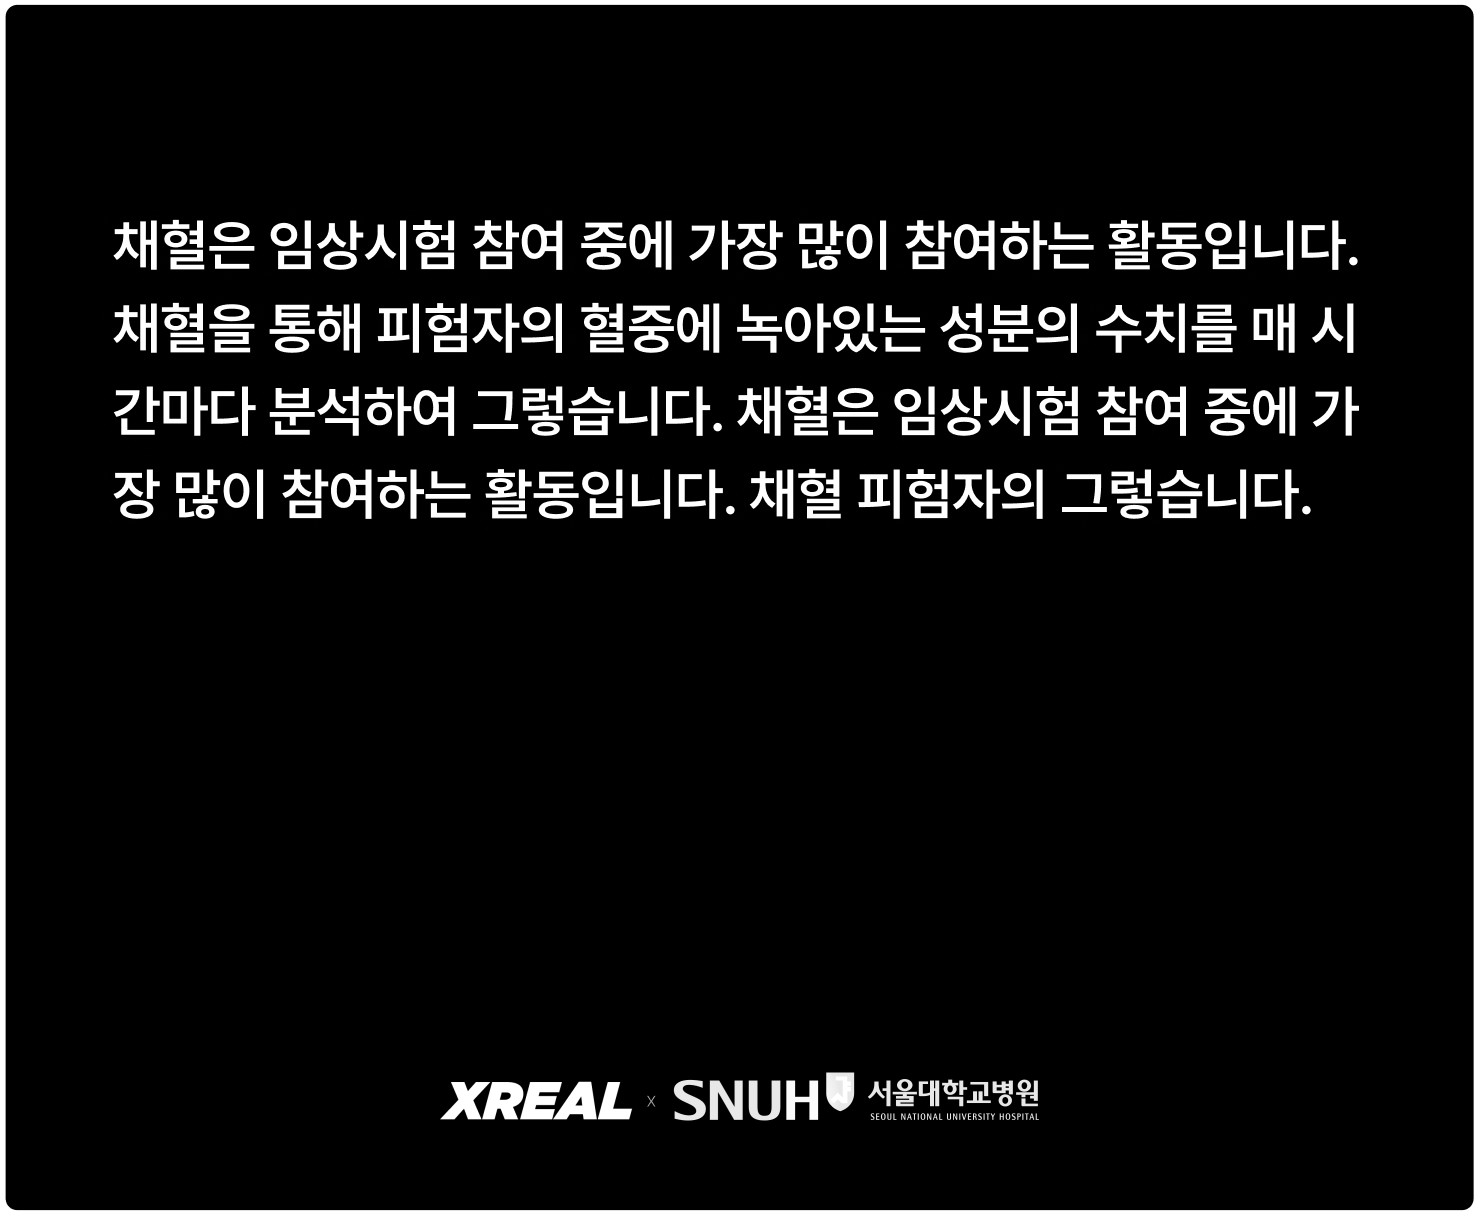 채혈은 임상시험 참여 중에 가장 많이 참여하는 활동입니다.
채혈을 통해 피험자의 혈중에 녹아있는 성분의 수치를 매 시
간마다 분석하여 그렇습니다. 채혈은 임상시험 참여 중에 가
장 많이 참여하는 활동입니다. 채혈 피험자의 그렇습니다.
XREAL x SNUH 서울대학교병원
SEOUL NATIONAL UNIVERSITY HOSPITAL